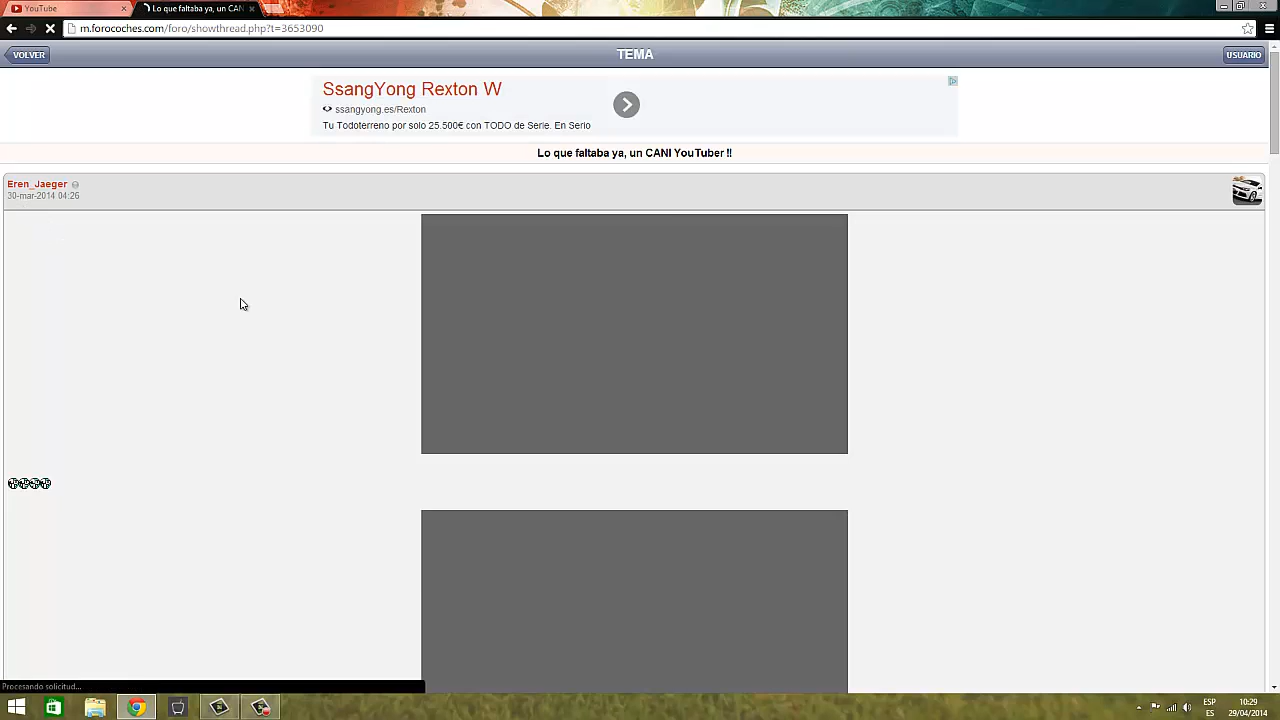 YouTube
Lo que faltaba ya, un CAN
m.forocoches.com/foro/showthread.php?t=3653090
VOLVER
TEMA
USUARIO
SsangYong Rexton W
ssangyong.es/Rexton
Tu Todoterreno por solo 25.500€ con TODO de Serie. En Serio
Lo que faltaba ya, un CANI YouTuber !!
Eren_Jaeger
30-mar-2014 04:26
Procesando solicitud...
ESP
ES
10:29
29/04/2014